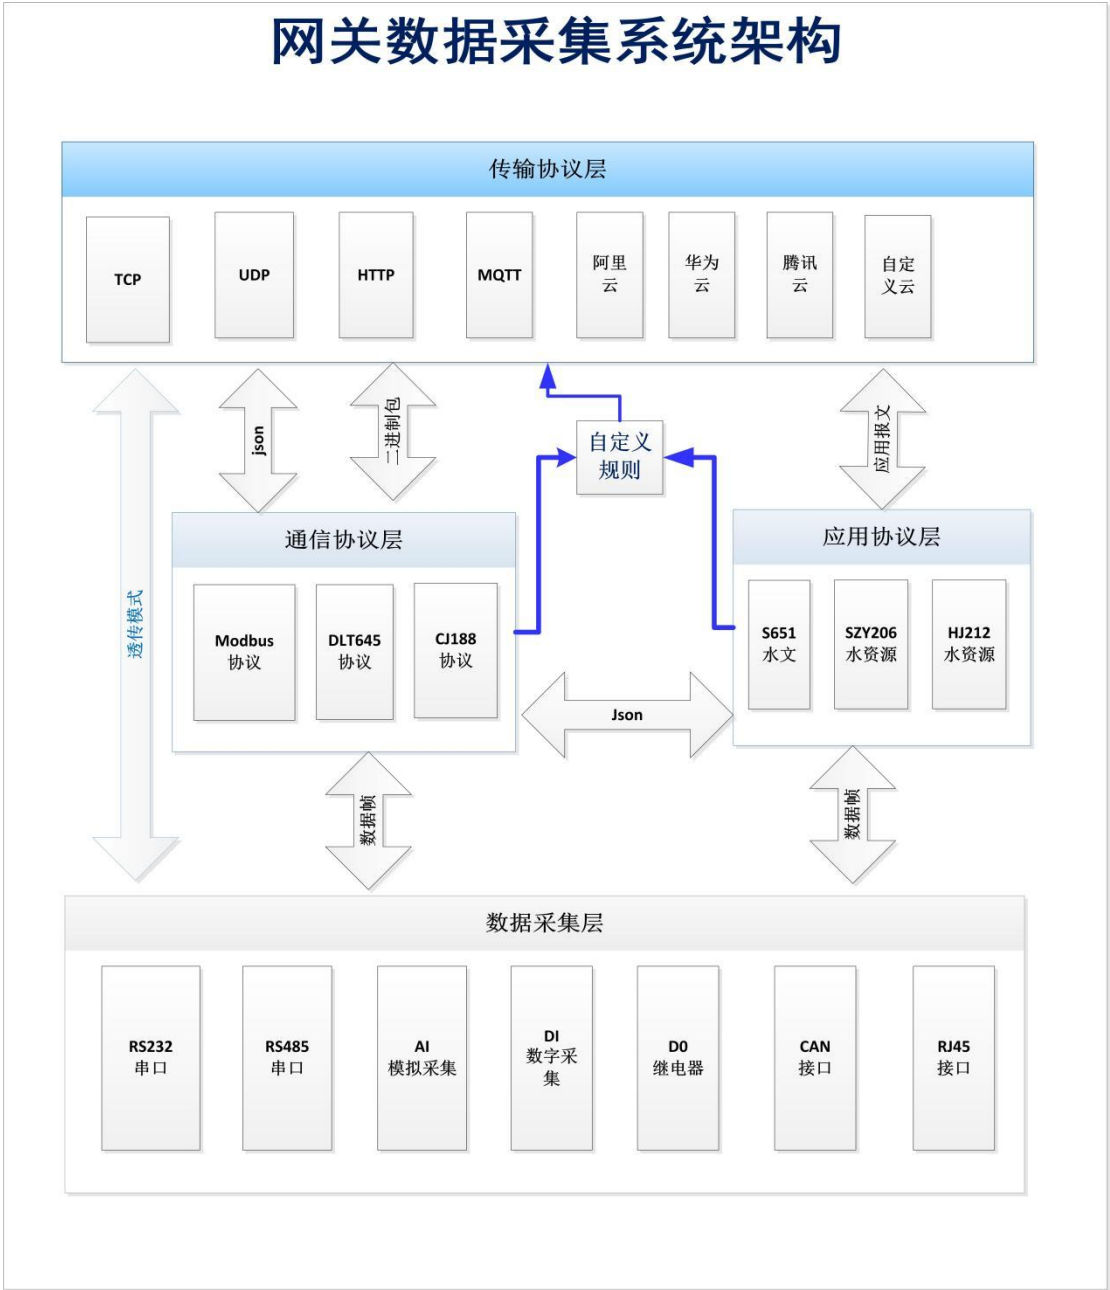 网关数据采集系统架构
传输协议层
TCP
UDP
HTTP
MQTT
阿里
云
华为
云
腾讯
云
自定
义云
json
二进制包
自定义
规则
应用报文
透传模式
通信协议层
Modbus
协议
DLT645
协议
CJ188
协议
Json
应用协议层
S651
水文
SZY206
水资源
HJ212
水资源
数据帧
数据帧
数据采集层
RS232
串口
RS485
串口
AI
模拟采集
DI
数字采
集
D0
继电器
CAN
接口
RJ45
接口